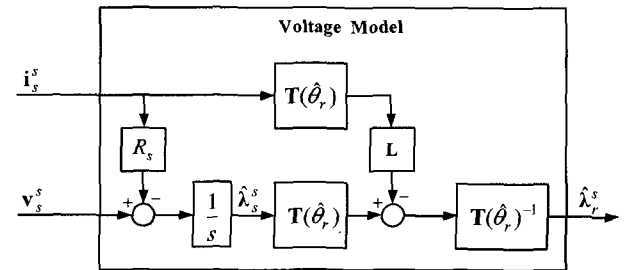 Voltage Model
i_s^s
T(θ̂_r)
R_s
L
v_s^s
+
−
1/s
λ̂_s^s
T(θ̂_r)
+
−
T(θ̂_r)^{-1}
λ̂_r^s